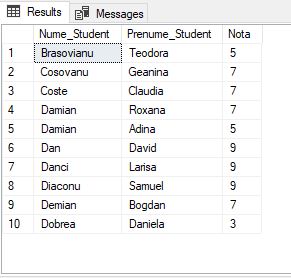 Results Messages
Nume_Student Prenume_Student Nota
1 Brasovianu Teodora 5
2 Cosovanu Geanina 7
3 Coste Claudia 7
4 Damian Roxana 7
5 Damian Adina 5
6 Dan David 9
7 Danci Larisa 9
8 Diaconu Samuel 9
9 Demian Bogdan 7
10 Dobrea Daniela 3